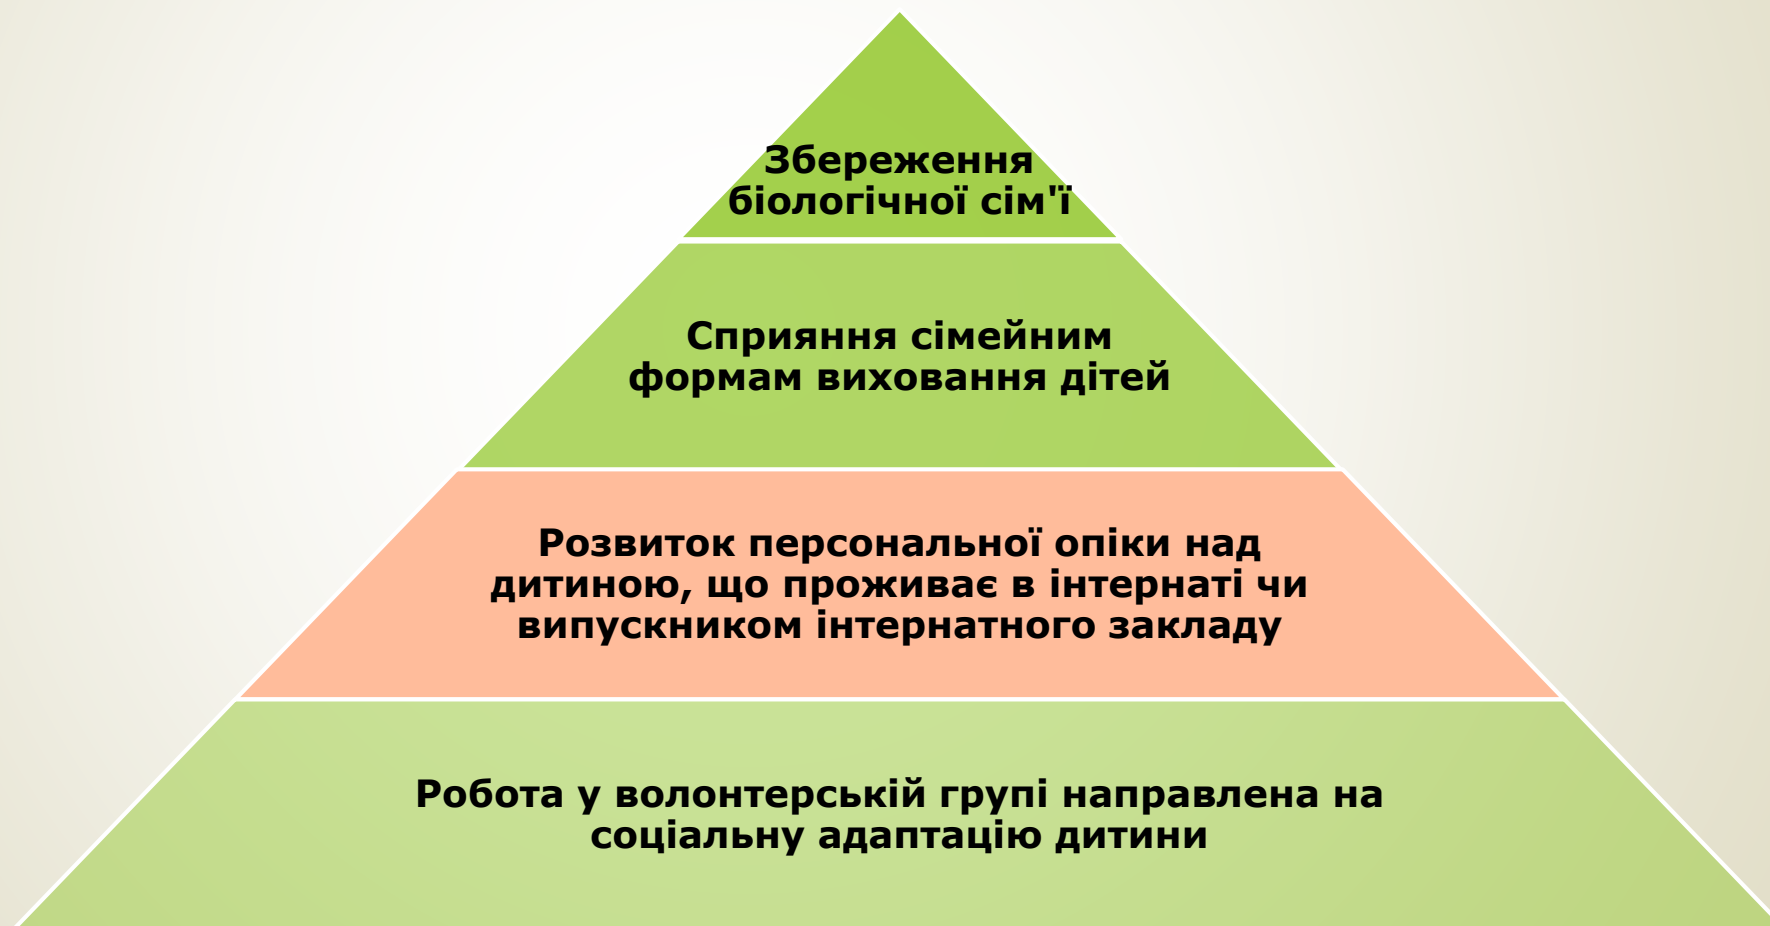 Збереження
біологічної сім'ї
Сприяння сімейним
формам виховання дітей
Розвиток персональної опіки над
дитиною, що проживає в інтернаті чи
випускником інтернатного закладу
Робота у волонтерській групі направлена на
соціальну адаптацію дитини